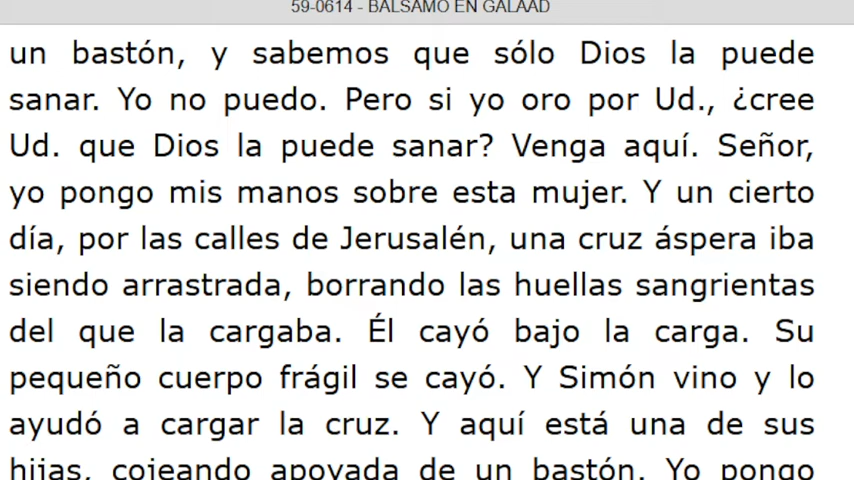 59-0614 - BALSAMO EN GALAAD
un bastón, y sabemos que sólo Dios la puede
sanar. Yo no puedo. Pero si yo oro por Ud., ¿cree
Ud. que Dios la puede sanar? Venga aquí. Señor,
yo pongo mis manos sobre esta mujer. Y un cierto
día, por las calles de Jerusalén, una cruz áspera iba
siendo arrastrada, borrando las huellas sangrientas
del que la cargaba. Él cayó bajo la carga. Su
pequeño cuerpo frágil se cayó. Y Simón vino y lo
ayudó a cargar la cruz. Y aquí está una de sus
hijas, cojeando apoyada de un bastón. Yo pongo